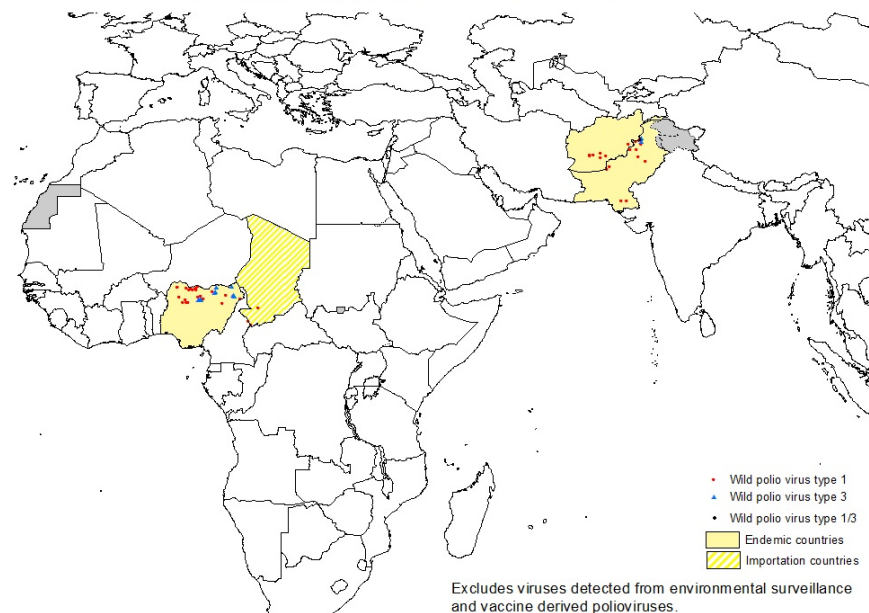 Wild polio virus type 1
Wild polio virus type 3
Wild polio virus type 1/3
Endemic countries
Importation countries
Excludes viruses detected from environmental surveillance
and vaccine derived polioviruses.